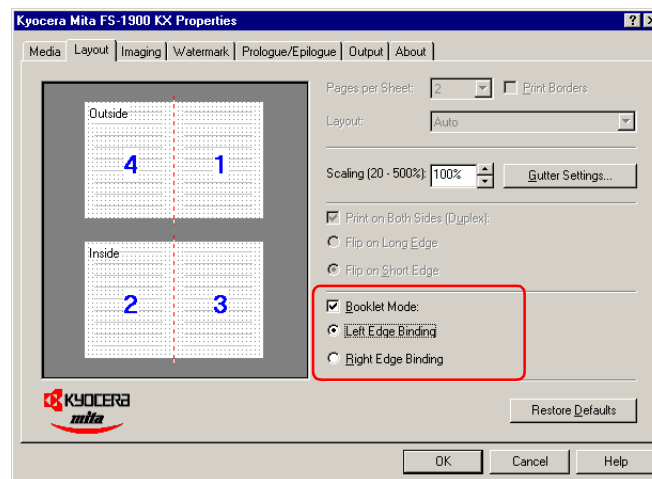 Kyocera Mita FS-1900 KX Properties
Media Layout Imaging Watermark Prologue/Epilogue Output About
Outside
4 1
Inside
2 3
Pages per Sheet: 2 Print Borders
Layout: Auto
Scaling (20 - 500%): 100% Gutter Settings...
Print on Both Sides (Duplex):
Flip on Long Edge
Flip on Short Edge
Booklet Mode:
Left Edge Binding
Right Edge Binding
KYOCERA
mita
Restore Defaults
OK Cancel Help